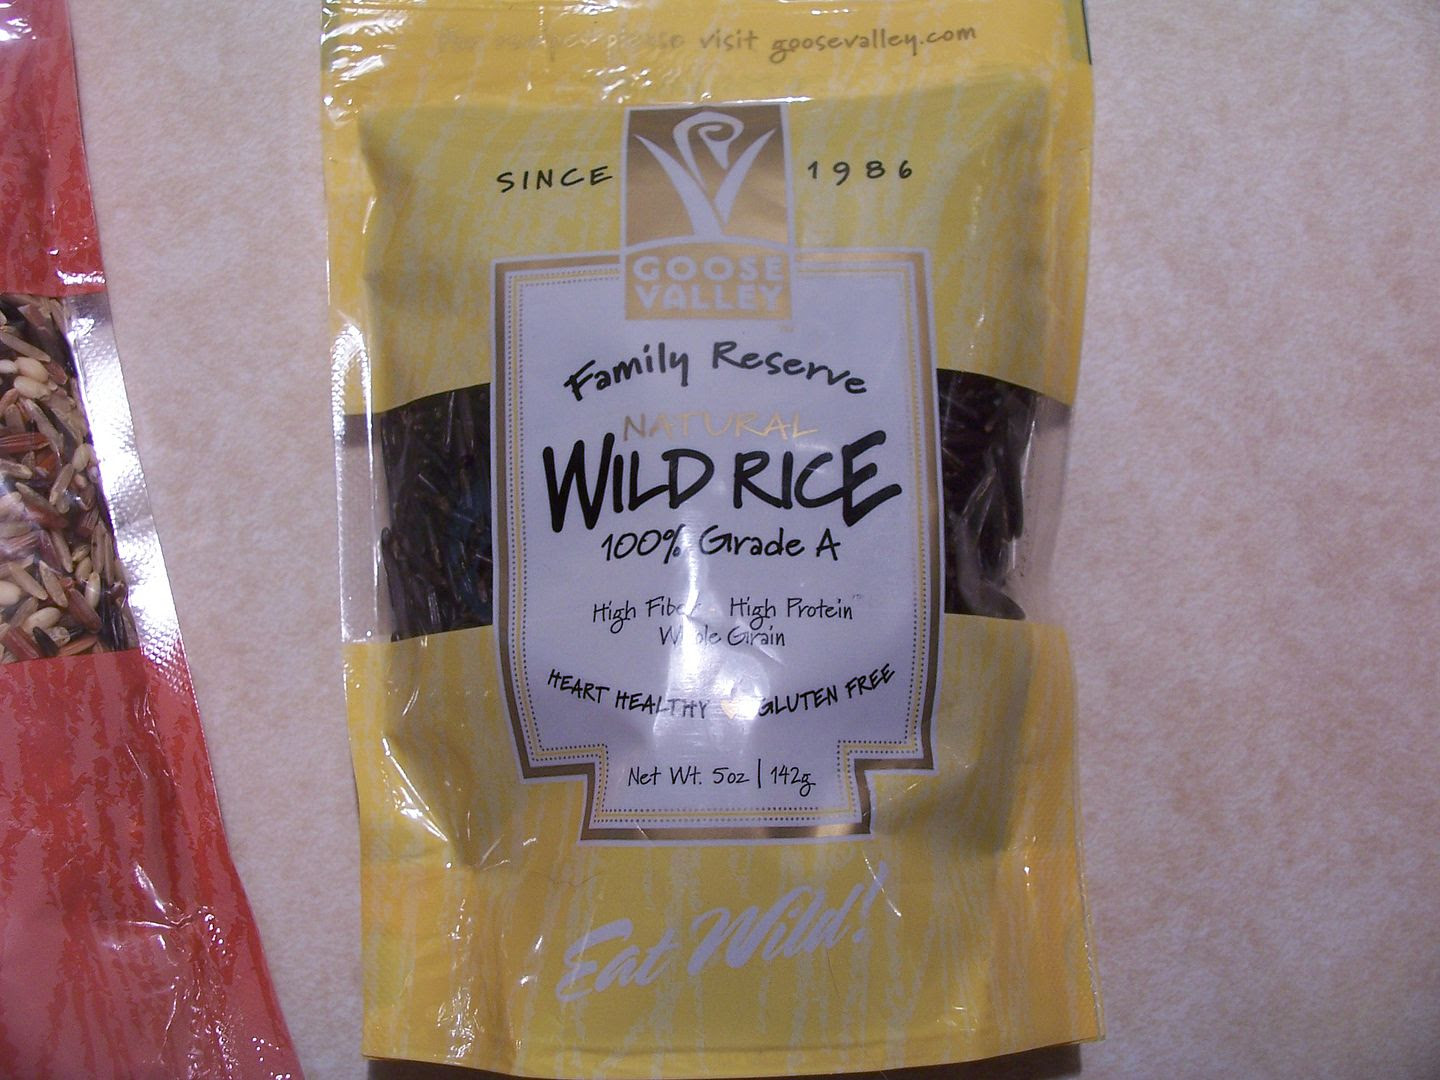 For recipes please visit goosevalley.com
SINCE 1986
GOOSE
VALLEY
Family Reserve
NATURAL
WILD RICE
100% Grade A
High Fiber High Protein™
Whole Grain
HEART HEALTHY GLUTEN FREE
Net Wt. 5oz | 142g
Eat Wild!